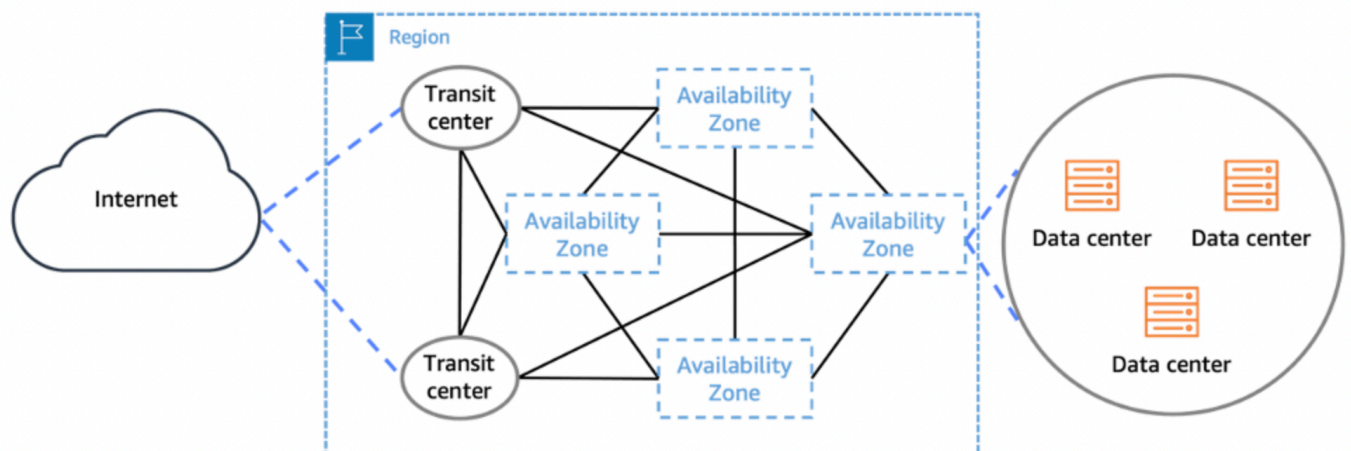 Region
Transit
center
Availability
Zone
Internet
Availability
Zone
Availability
Zone
Data center
Data center
Transit
center
Availability
Zone
Data center